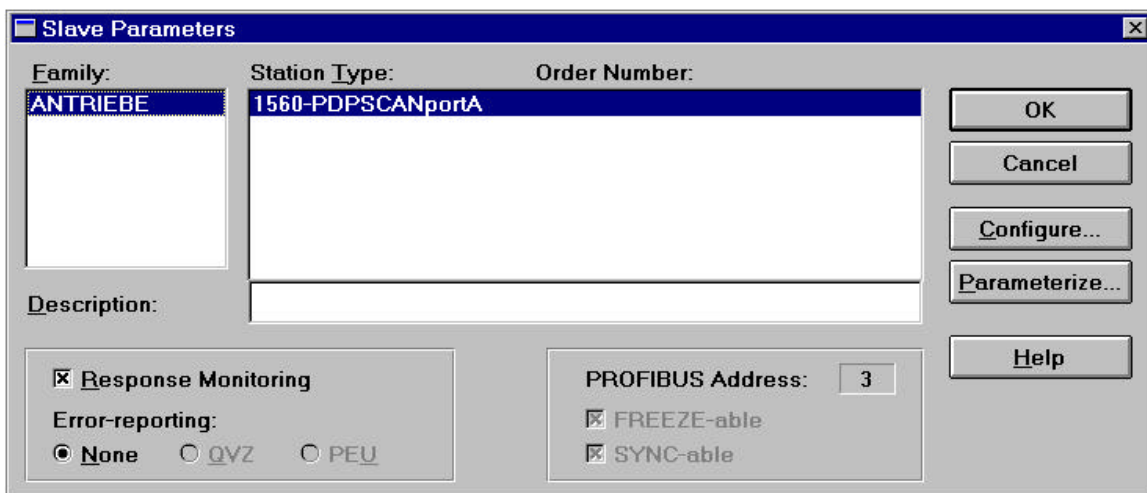 Slave Parameters
Family: Station Type: Order Number:
ANTRIEBE 1560-PDPSCANportA
OK
Cancel
Configure...
Parameterize...
Description:
Help
Response Monitoring PROFIBUS Address: 3
Error-reporting: FREEZE-able
None QVZ PEU SYNC-able